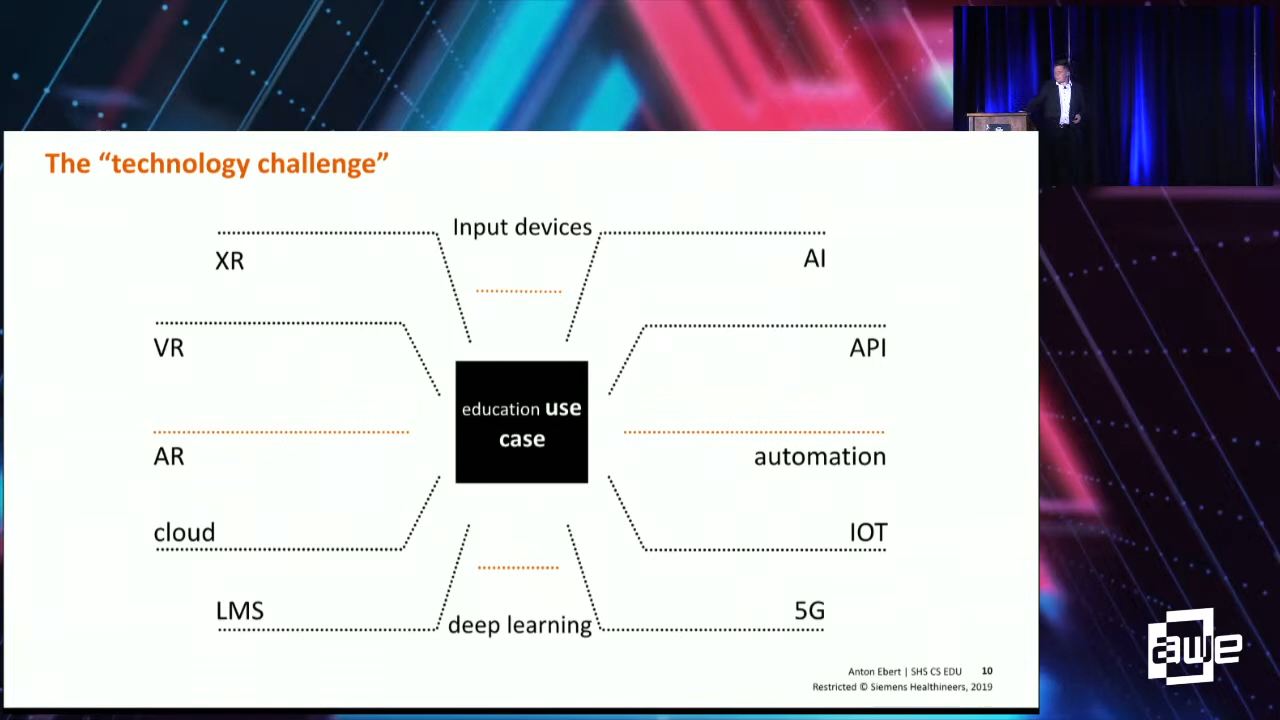 The “technology challenge”
Input devices
XR
AI
VR
API
education use
case
AR
automation
cloud
IOT
LMS
5G
deep learning
Anton Ebert | SHS CS EDU 10
Restricted © Siemens Healthineers, 2019
awe